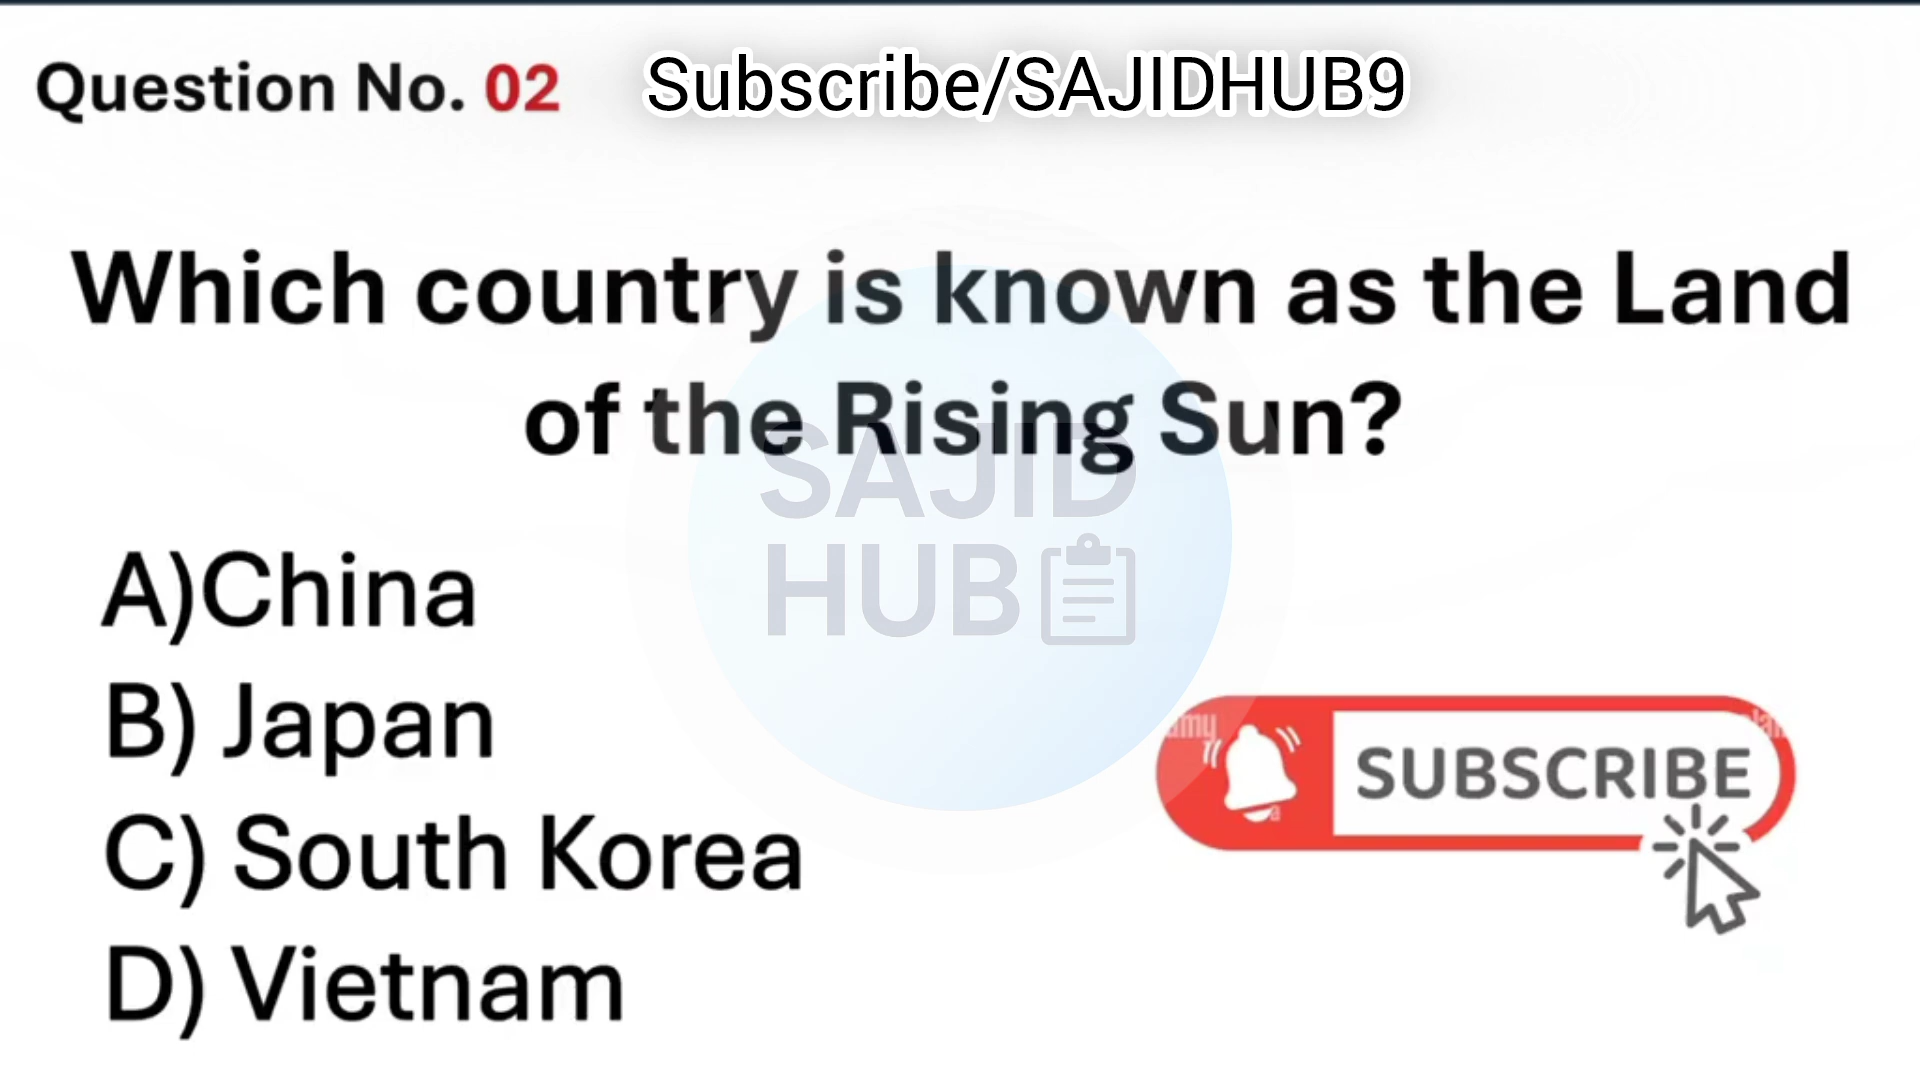 Question No. 02 Subscribe/SAJIDHUB9
Which country is known as the Land
of the Rising Sun?
SAJID
HUB
A)China
B) Japan
C) South Korea
D) Vietnam
SUBSCRIBE